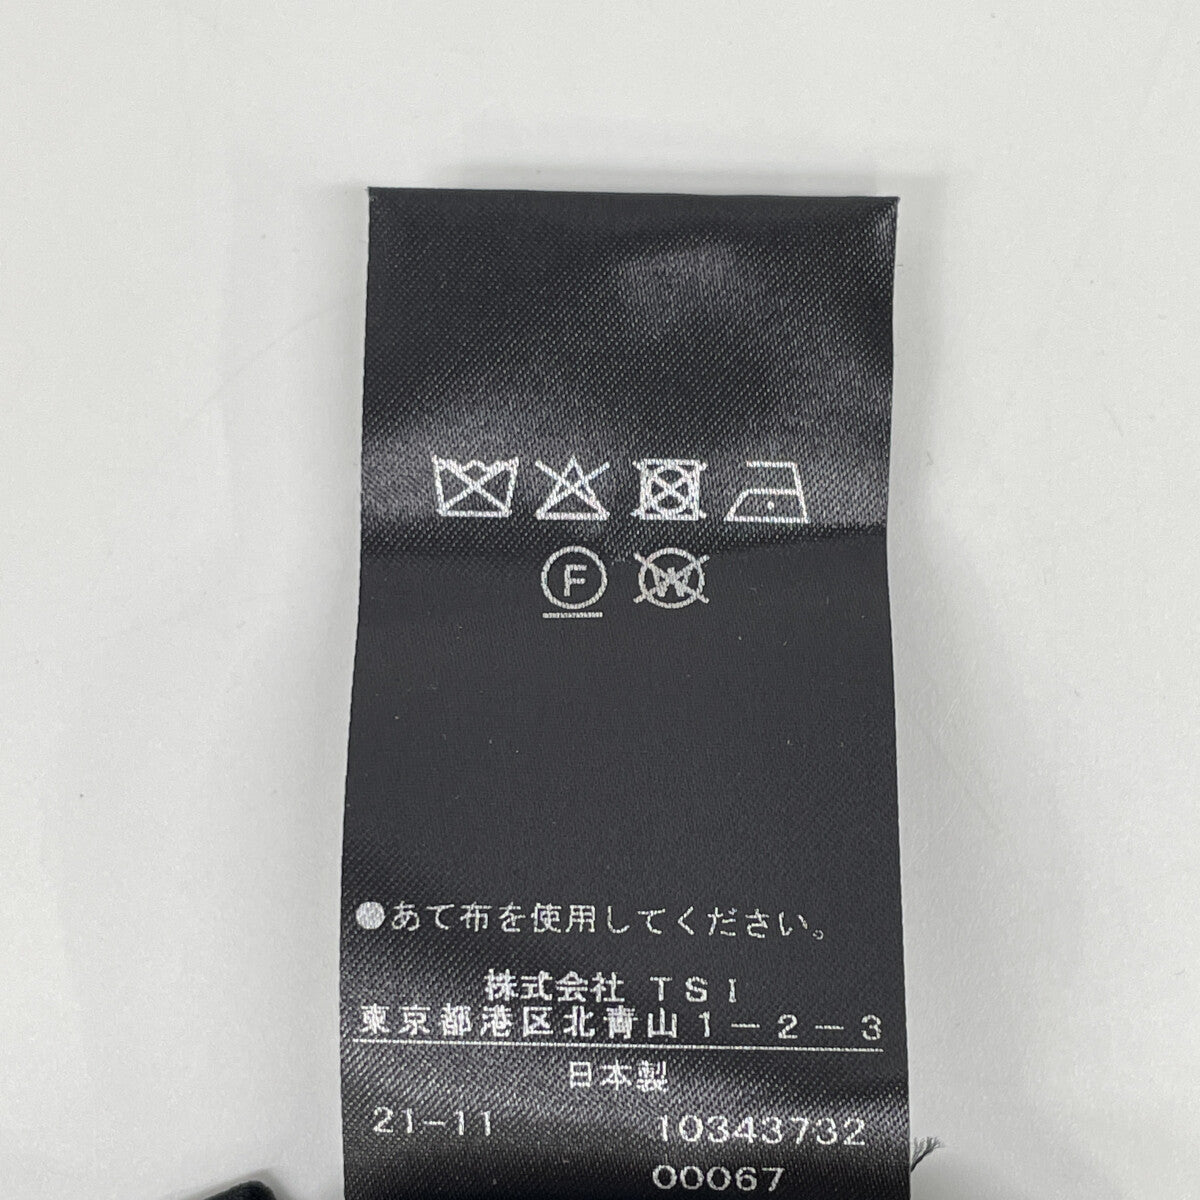 F W
●あて布を使用してください。
株式会社 TSI
東京都港区北青山1-2-3
日本製
21-11 10343732
00067